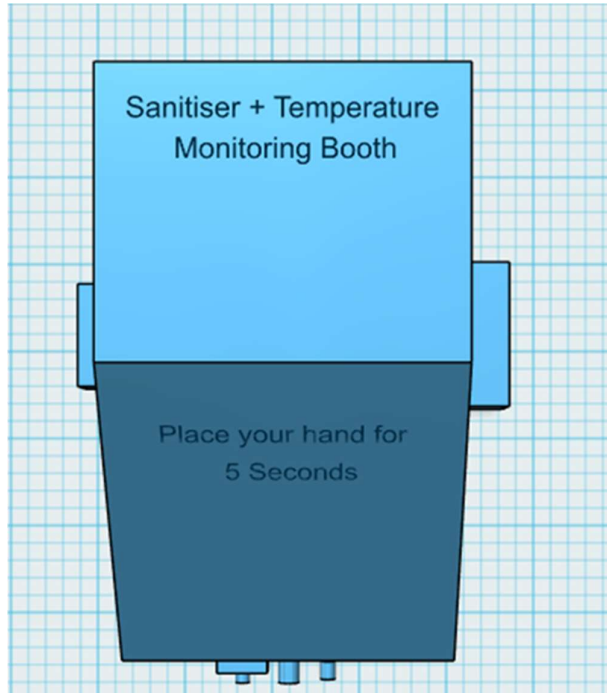 Sanitiser + Temperature
Monitoring Booth
Place your hand for
5 Seconds